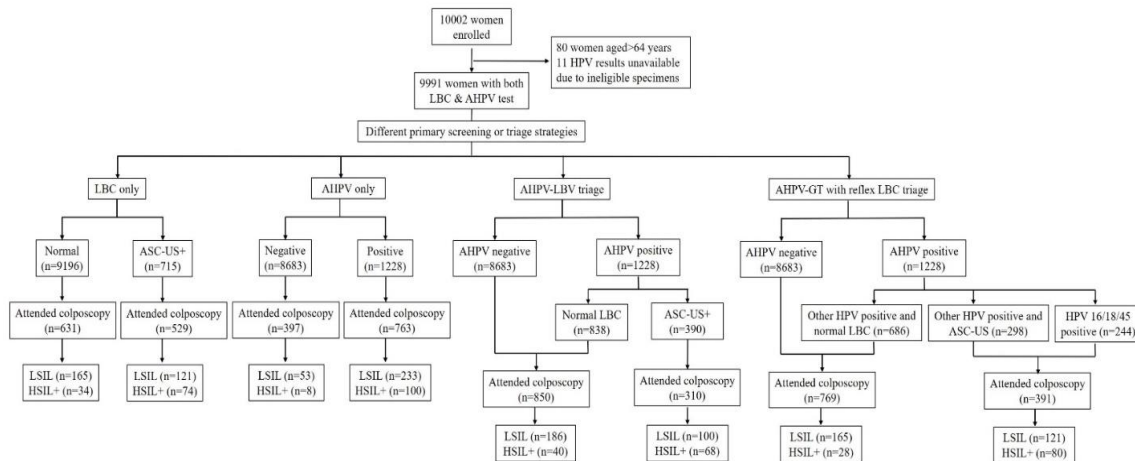 10002 women
enrolled
80 women aged>64 years
11 HPV results unavailable
due to ineligible specimens
9991 women with both
LBC & AHPV test
Different primary screening or triage strategies
LBC only
AHPV only
AHPV-LBV triage
AHPV-GT with reflex LBC triage
Normal
(n=9196)
ASC-US+
(n=715)
Negative
(n=8683)
Positive
(n=1228)
AHPV negative
(n=8683)
AHPV positive
(n=1228)
AHPV negative
(n=8683)
AHPV positive
(n=1228)
Attended colposcopy
(n=631)
Attended colposcopy
(n=529)
Attended colposcopy
(n=397)
Attended colposcopy
(n=763)
Normal LBC
(n=838)
ASC-US+
(n=390)
Other HPV positive and
normal LBC (n=686)
Other HPV positive and
ASC-US (n=298)
HPV 16/18/45
positive (n=244)
LSIL (n=165)
HSIL+ (n=34)
LSIL (n=121)
HSIL+ (n=74)
LSIL (n=53)
HSIL+ (n=8)
LSIL (n=233)
HSIL+ (n=100)
Attended colposcopy
(n=850)
Attended colposcopy
(n=310)
Attended colposcopy
(n=769)
Attended colposcopy
(n=391)
LSIL (n=186)
HSIL+ (n=40)
LSIL (n=100)
HSIL+ (n=68)
LSIL (n=165)
HSIL+ (n=28)
LSIL (n=121)
HSIL+ (n=80)